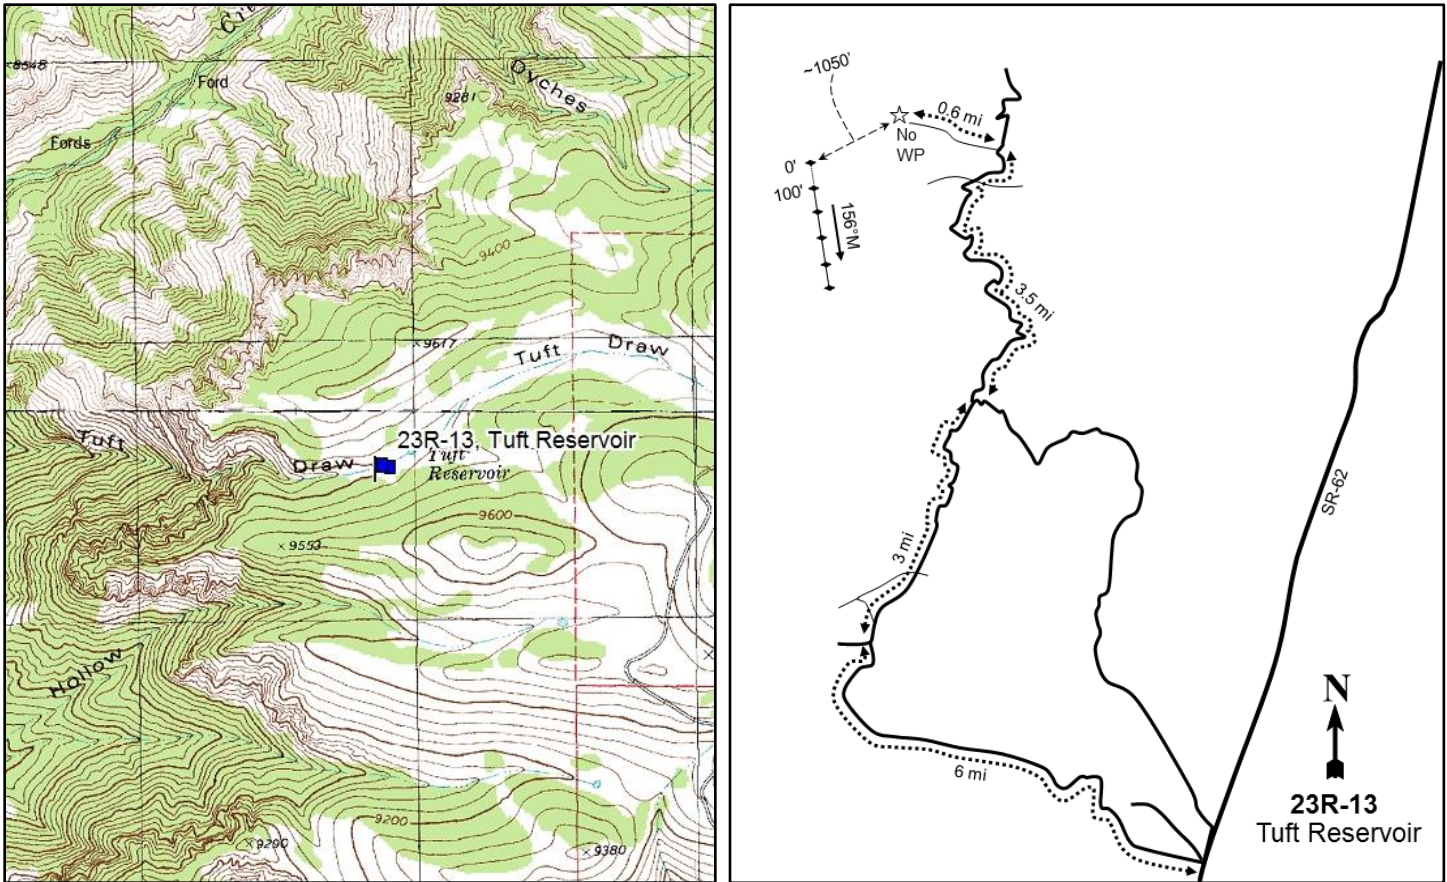 Cit
Dyches
8548
Ford
9281
Fords
9400
9617
Tuft Draw
Tuft
23R-13, Tuft Reservoir
Draw
Tuft
Reservoir
9600
9553
Hollow
9200
9290
9380
~1050'
0.6 mi
No
WP
0'
100'
156°M
3.5 mi
SR-62
3 mi
6 mi
N
23R-13
Tuft Reservoir